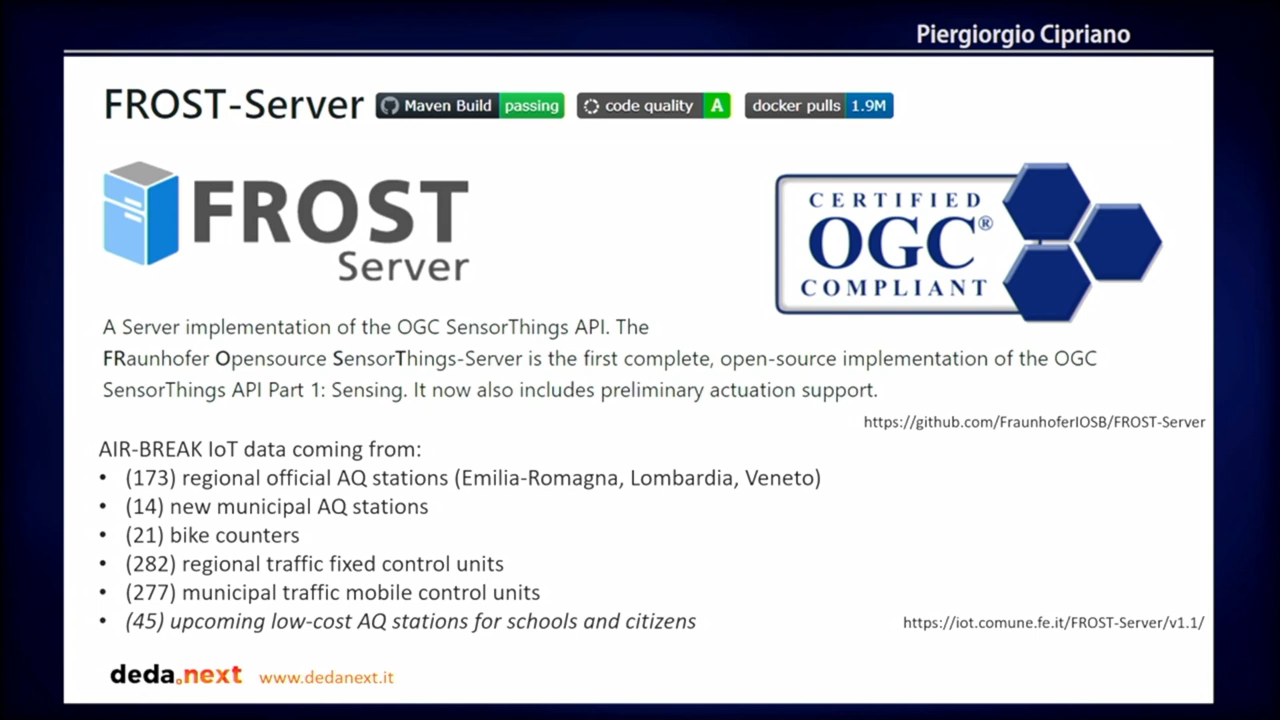 Piergiorgio Cipriano
FROST-Server Maven Build passing code quality A docker pulls 1.9M
FROST
Server
CERTIFIED
OGC®
COMPLIANT
A Server implementation of the OGC SensorThings API. The
FRaunhofer Opensource SensorThings-Server is the first complete, open-source implementation of the OGC
SensorThings API Part 1: Sensing. It now also includes preliminary actuation support.
https://github.com/FraunhoferIOSB/FROST-Server
AIR-BREAK IoT data coming from:
• (173) regional official AQ stations (Emilia-Romagna, Lombardia, Veneto)
• (14) new municipal AQ stations
• (21) bike counters
• (282) regional traffic fixed control units
• (277) municipal traffic mobile control units
• (45) upcoming low-cost AQ stations for schools and citizens
https://iot.comune.fe.it/FROST-Server/v1.1/
deda.next www.dedanext.it